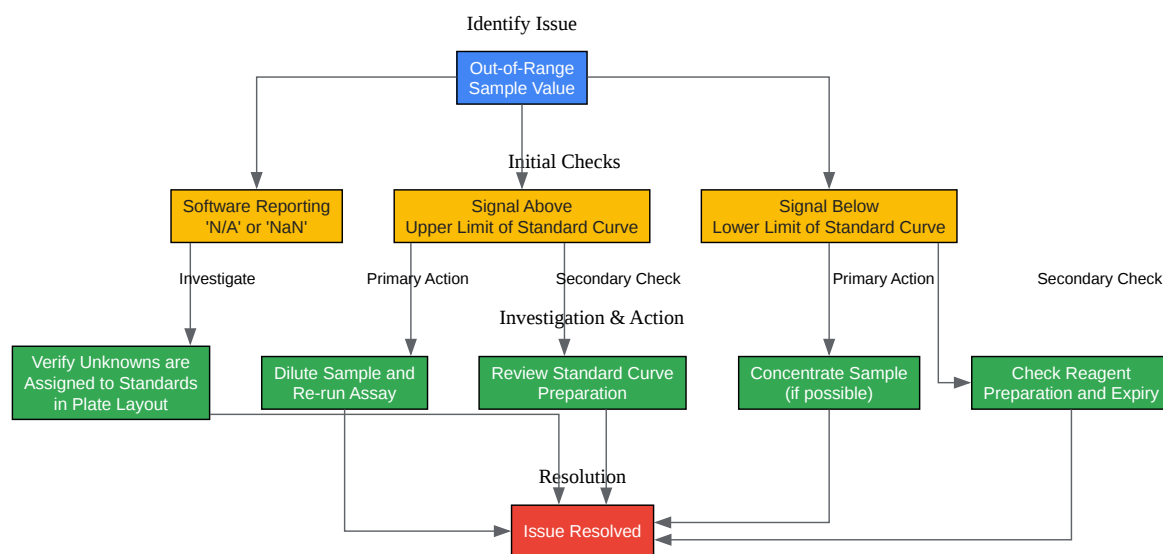 Identify Issue
Out-of-Range
Sample Value
Initial Checks
Software Reporting
'N/A' or 'NaN'
Signal Above
Upper Limit of Standard Curve
Signal Below
Lower Limit of Standard Curve
Investigate
Primary Action
Secondary Check
Primary Action
Secondary Check
Investigation & Action
Verify Unknowns are
Assigned to Standards
in Plate Layout
Dilute Sample and
Re-run Assay
Review Standard Curve
Preparation
Concentrate Sample
(if possible)
Check Reagent
Preparation and Expiry
Resolution
Issue Resolved